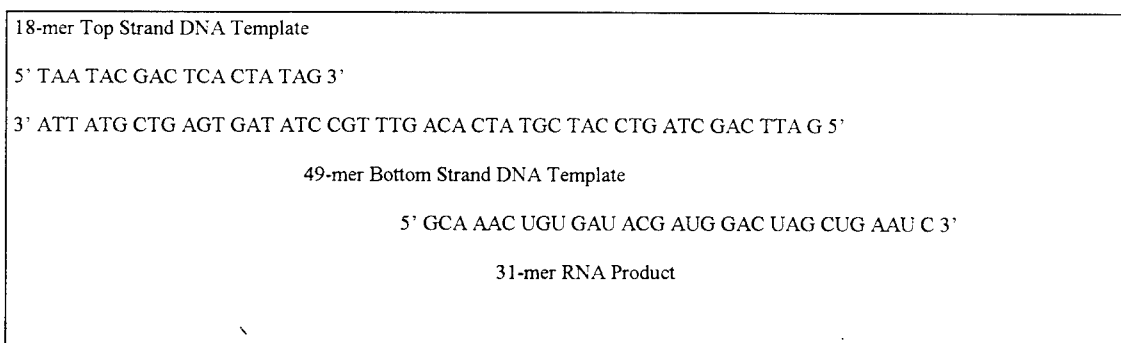 18-mer Top Strand DNA Template
5’ TAA TAC GAC TCA CTA TAG 3’
3’ ATT ATG CTG AGT GAT ATC CGT TTG ACA CTA TGC TAC CTG ATC GAC TTA G 5’
49-mer Bottom Strand DNA Template
5’ GCA AAC UGU GAU ACG AUG GAC UAG CUG AAU C 3’
31-mer RNA Product